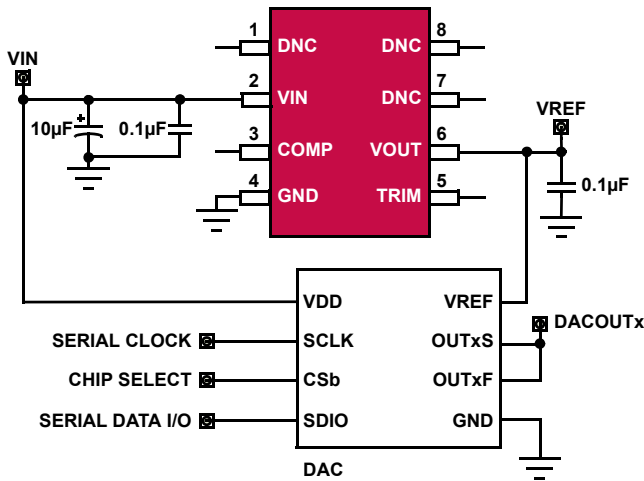 1
8
DNC
DNC
VIN
2
7
VIN
DNC
VREF
10µF
+
0.1µF
3
6
COMP
VOUT
4
5
GND
TRIM
0.1µF
VDD
VREF
DACOUTx
SERIAL CLOCK
SCLK
OUTxS
CHIP SELECT
CSb
OUTxF
SERIAL DATA I/O
SDIO
GND
DAC